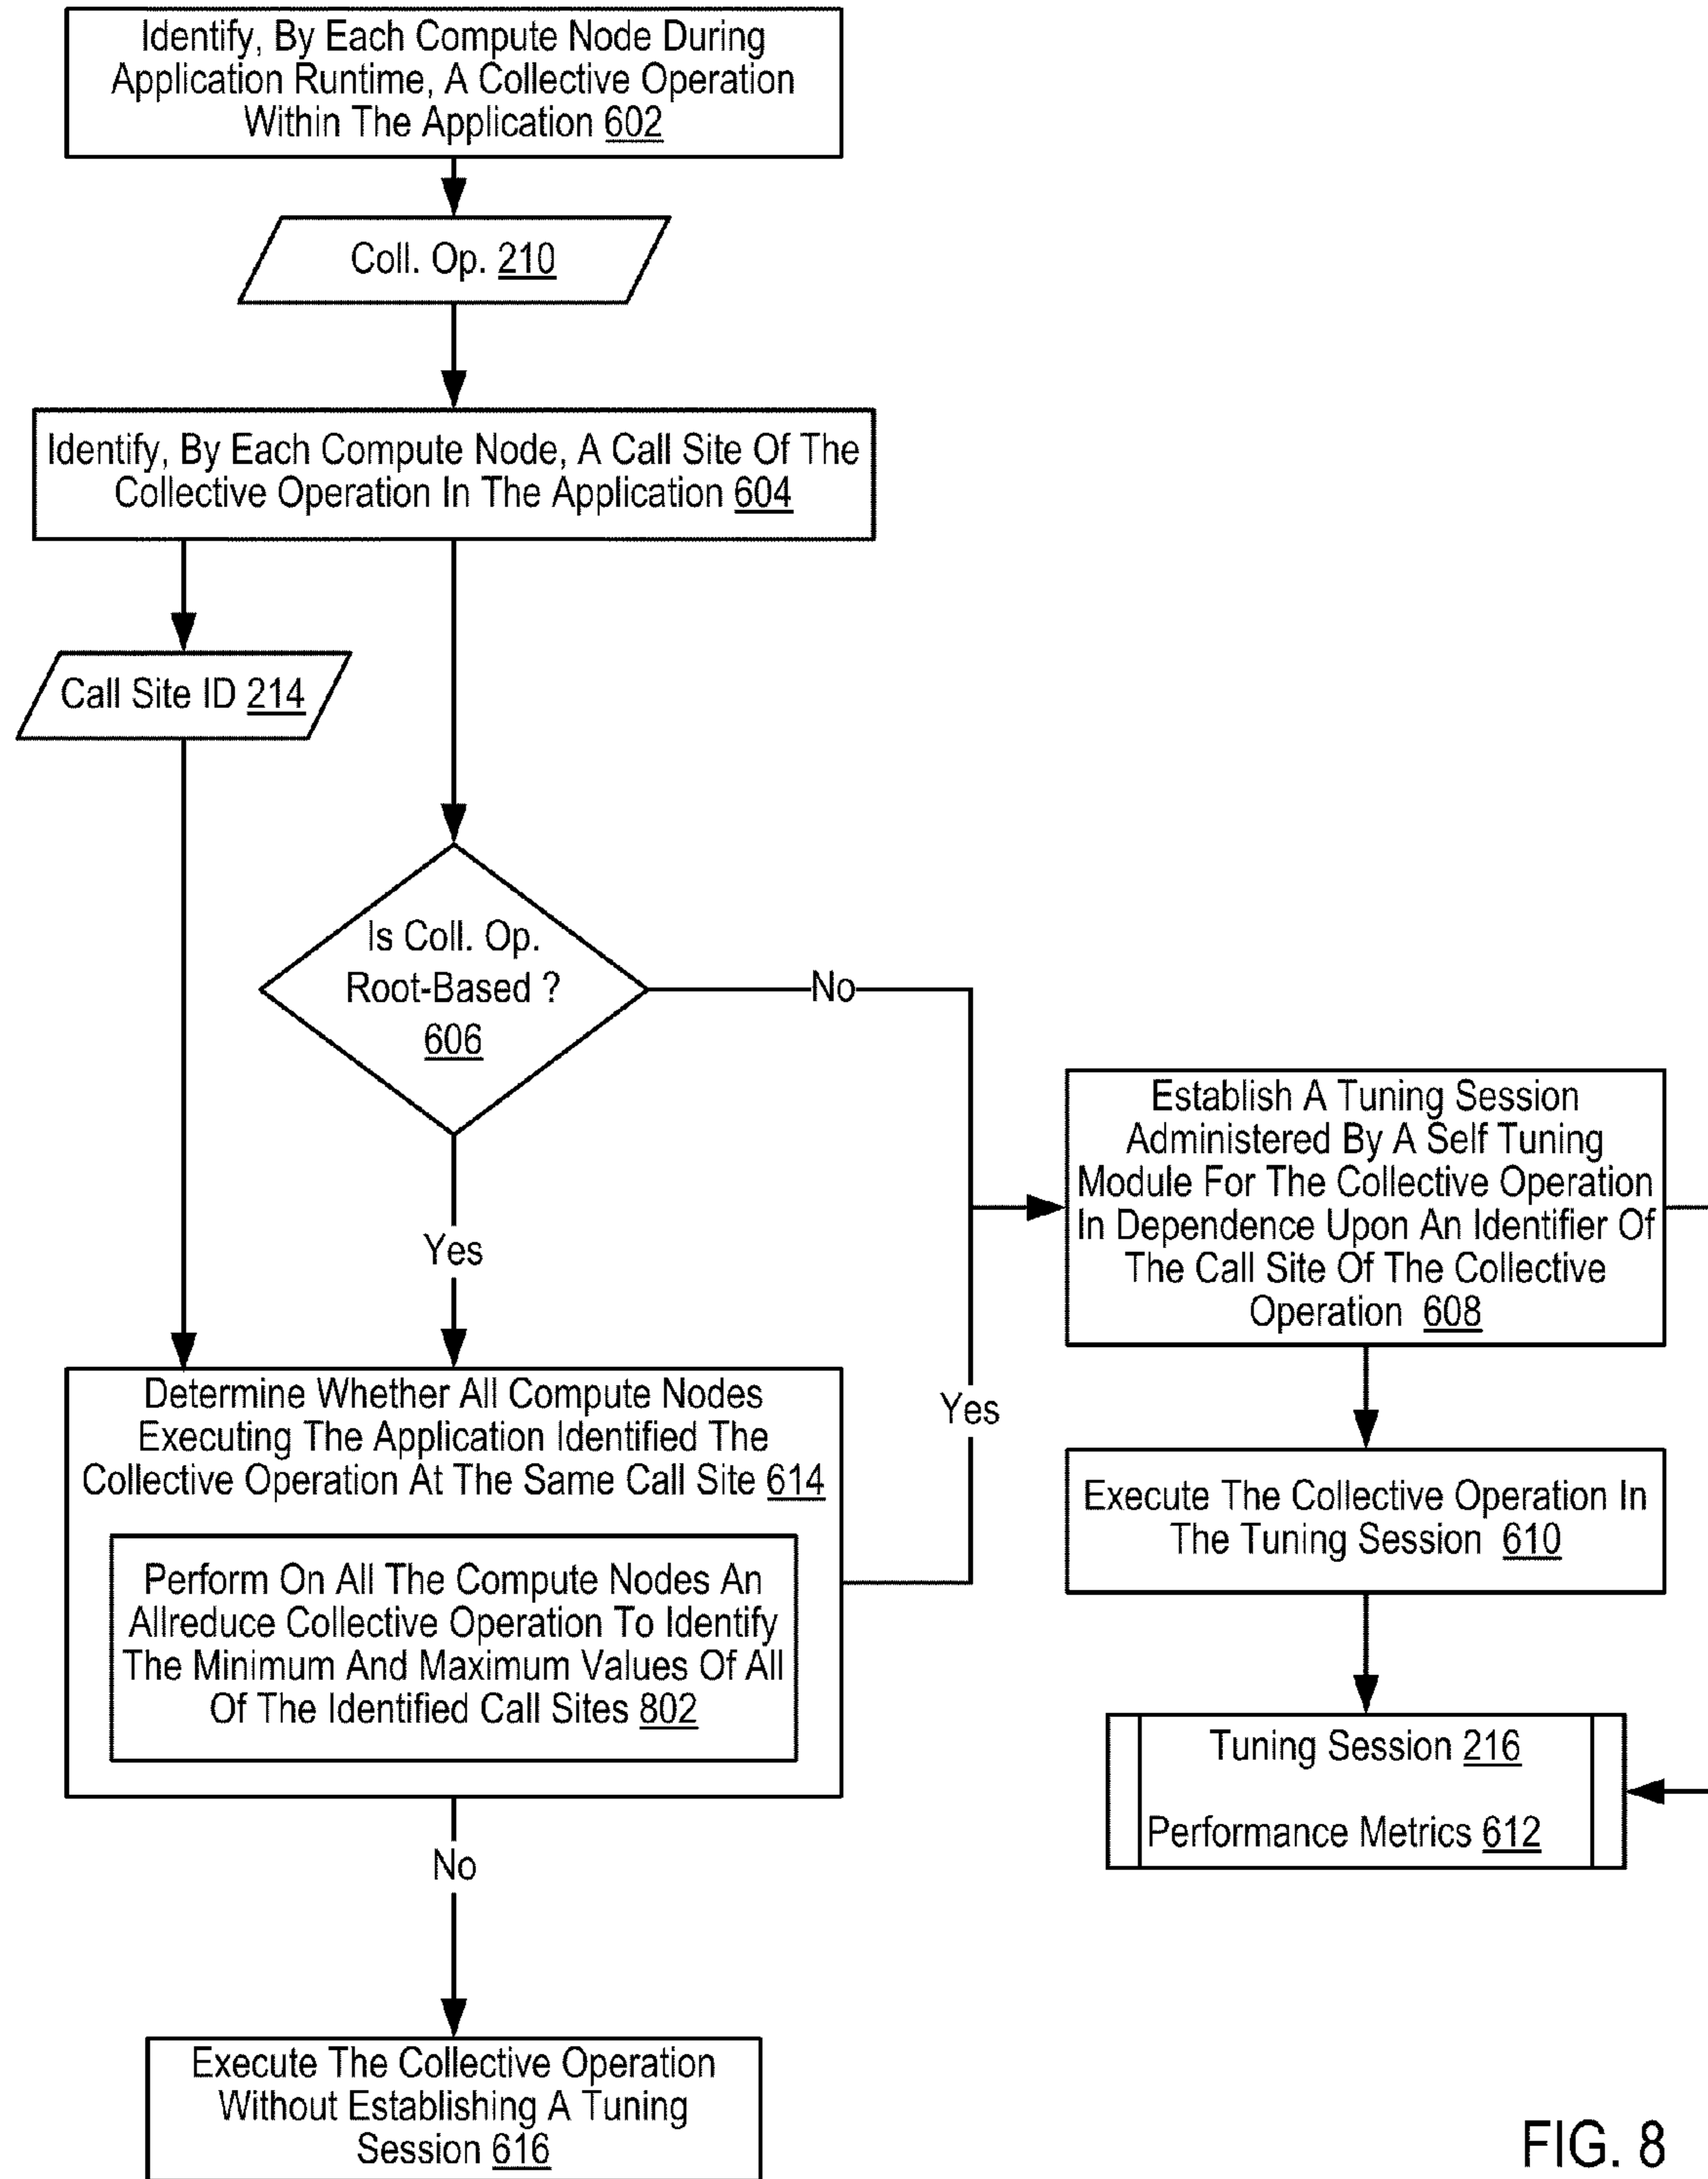 Identify, By Each Compute Node During
Application Runtime, A Collective Operation
Within The Application 602
Coll. Op. 210
Identify, By Each Compute Node, A Call Site Of The
Collective Operation In The Application 604
Call Site ID 214
Is Coll. Op.
Root-Based ?
606
No
Yes
Establish A Tuning Session
Administered By A Self Tuning
Module For The Collective Operation
In Dependence Upon An Identifier Of
The Call Site Of The Collective
Operation 608
Determine Whether All Compute Nodes
Executing The Application Identified The
Collective Operation At The Same Call Site 614
Yes
Perform On All The Compute Nodes An
Allreduce Collective Operation To Identify
The Minimum And Maximum Values Of All
Of The Identified Call Sites 802
Execute The Collective Operation In
The Tuning Session 610
Tuning Session 216
Performance Metrics 612
No
Execute The Collective Operation
Without Establishing A Tuning
Session 616
FIG. 8